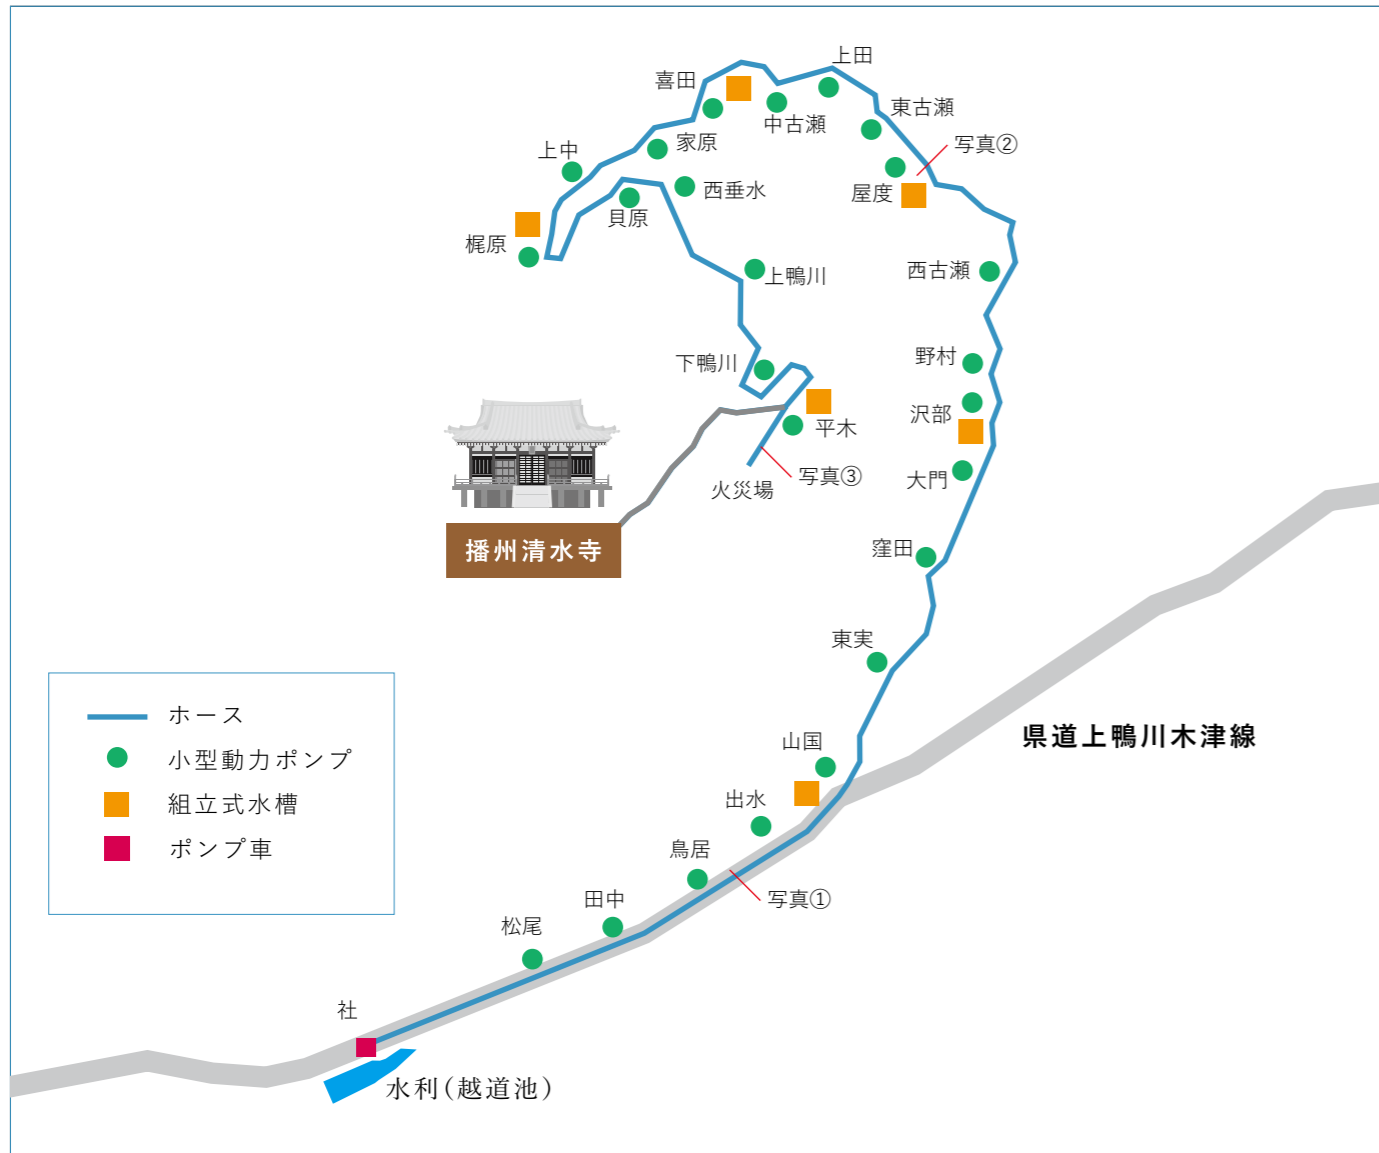 上田
喜田
東古瀬
中古瀬
写真②
家原
上中
西垂水
屋度
貝原
梶原
西古瀬
上鴨川
野村
下鴨川
沢部
平木
写真③
大門
火災場
播州清水寺
窪田
東実
県道上鴨川木津線
ホース
小型動力ポンプ
組立式水槽
ポンプ車
山国
出水
鳥居
写真①
田中
松尾
社
水利(越道池)